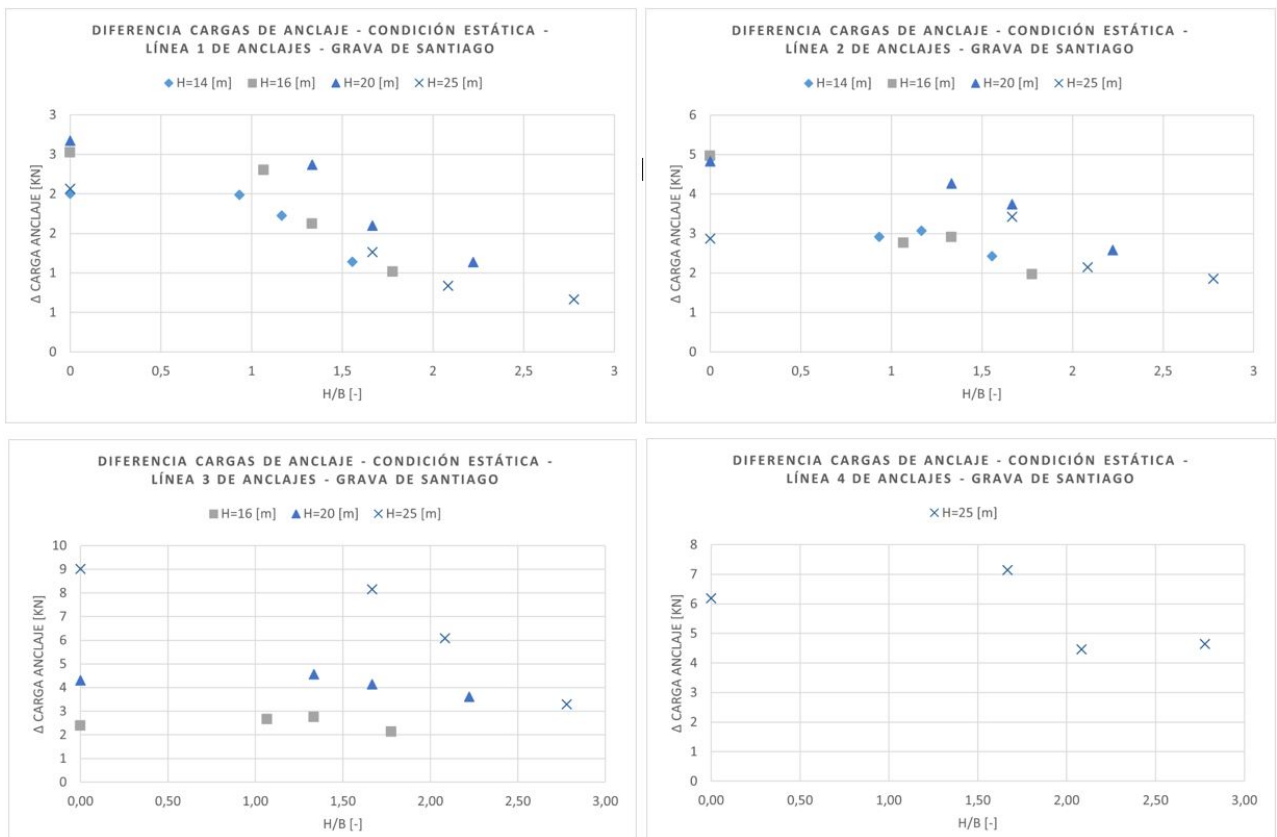 DIFERENCIA CARGAS DE ANCLAJE - CONDICIÓN ESTÁTICA -
LÍNEA 1 DE ANCLAJES - GRAVA DE SANTIAGO
H=14 [m] H=16 [m] H=20 [m] H=25 [m]
Δ CARGA ANCLAJE [KN]
3
3
2
2
1
1
0
0 0,5 1 1,5 2 2,5 3
H/B [-]
DIFERENCIA CARGAS DE ANCLAJE - CONDICIÓN ESTÁTICA -
LÍNEA 2 DE ANCLAJES - GRAVA DE SANTIAGO
H=14 [m] H=16 [m] H=20 [m] H=25 [m]
Δ CARGA ANCLAJE [KN]
6
5
4
3
2
1
0
0 0,5 1 1,5 2 2,5 3
H/B [-]
DIFERENCIA CARGAS DE ANCLAJE - CONDICIÓN ESTÁTICA -
LÍNEA 3 DE ANCLAJES - GRAVA DE SANTIAGO
H=16 [m] H=20 [m] H=25 [m]
Δ CARGA ANCLAJE [KN]
10
9
8
7
6
5
4
3
2
1
0
0,00 0,50 1,00 1,50 2,00 2,50 3,00
H/B [-]
DIFERENCIA CARGAS DE ANCLAJE - CONDICIÓN ESTÁTICA -
LÍNEA 4 DE ANCLAJES - GRAVA DE SANTIAGO
H=25 [m]
Δ CARGA ANCLAJE [KN]
8
7
6
5
4
3
2
1
0
0,00 0,50 1,00 1,50 2,00 2,50 3,00
H/B [-]